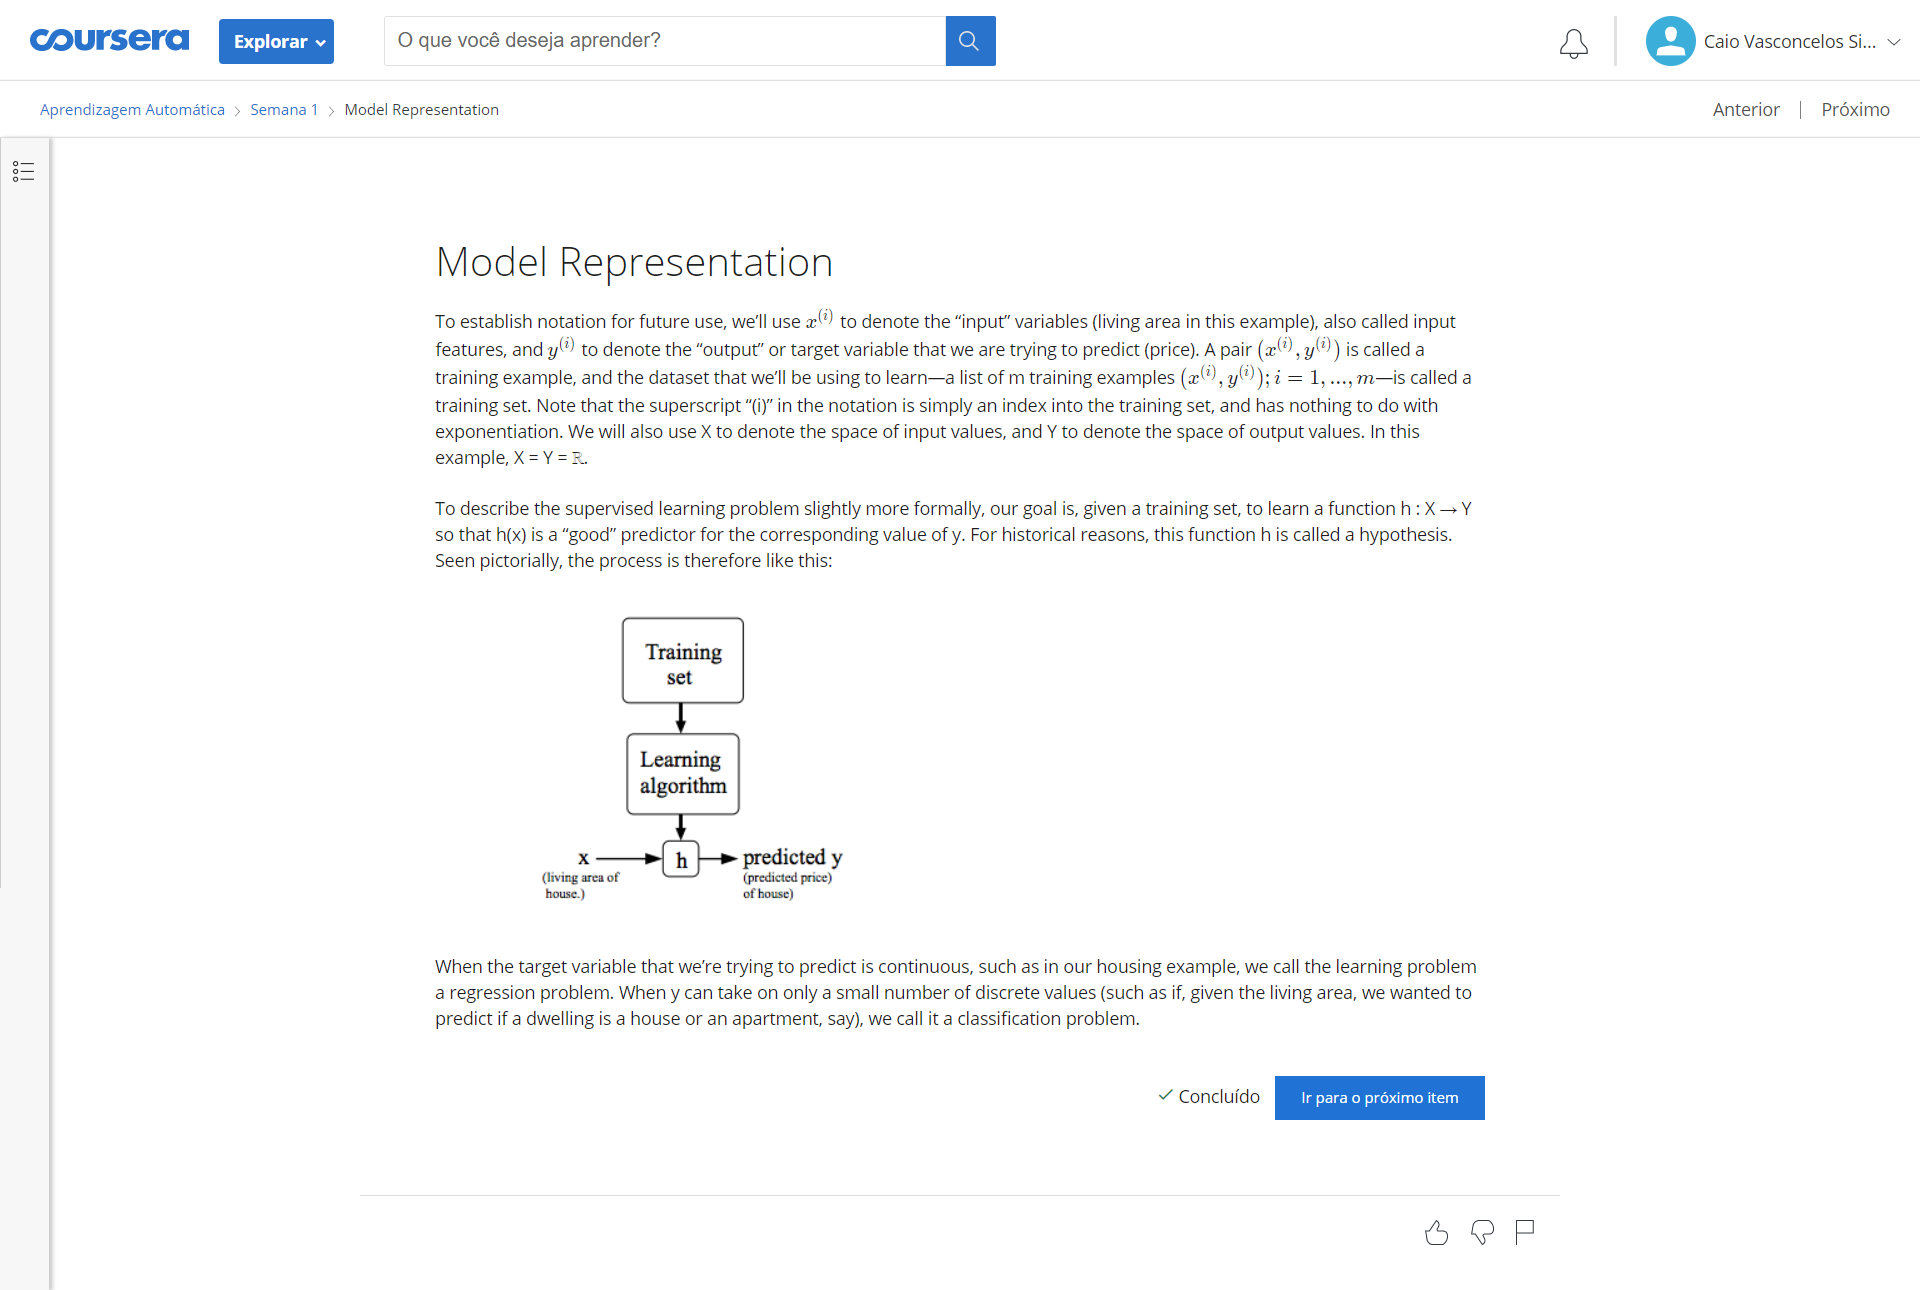 coursera
Explorar
O que você deseja aprender?
Caio Vasconcelos Si...
Aprendizagem Automática > Semana 1 > Model Representation
Anterior | Próximo
Model Representation
To establish notation for future use, we’ll use x^(i) to denote the “input” variables (living area in this example), also called input
features, and y^(i) to denote the “output” or target variable that we are trying to predict (price). A pair (x^(i), y^(i)) is called a
training example, and the dataset that we’ll be using to learn—a list of m training examples (x^(i), y^(i)); i = 1, ..., m—is called a
training set. Note that the superscript “(i)” in the notation is simply an index into the training set, and has nothing to do with
exponentiation. We will also use X to denote the space of input values, and Y to denote the space of output values. In this
example, X = Y = ℝ.
To describe the supervised learning problem slightly more formally, our goal is, given a training set, to learn a function h : X → Y
so that h(x) is a “good” predictor for the corresponding value of y. For historical reasons, this function h is called a hypothesis.
Seen pictorially, the process is therefore like this:
Training
set
Learning
algorithm
x
h
predicted y
(living area of
house.)
(predicted price)
of house)
When the target variable that we’re trying to predict is continuous, such as in our housing example, we call the learning problem
a regression problem. When y can take on only a small number of discrete values (such as if, given the living area, we wanted to
predict if a dwelling is a house or an apartment, say), we call it a classification problem.
Concluído
Ir para o próximo item